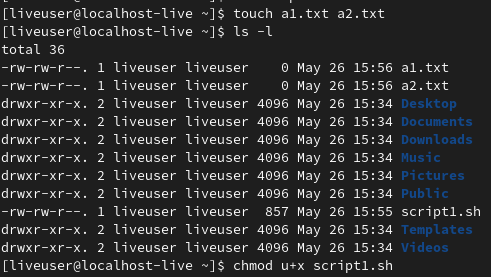 [liveuser@localhost-live ~]$ touch a1.txt a2.txt
[liveuser@localhost-live ~]$ ls -l
total 36
-rw-rw-r--. 1 liveuser liveuser    0 May 26 15:56 a1.txt
-rw-rw-r--. 1 liveuser liveuser    0 May 26 15:56 a2.txt
drwxr-xr-x. 2 liveuser liveuser 4096 May 26 15:34 Desktop
drwxr-xr-x. 2 liveuser liveuser 4096 May 26 15:34 Documents
drwxr-xr-x. 2 liveuser liveuser 4096 May 26 15:34 Downloads
drwxr-xr-x. 2 liveuser liveuser 4096 May 26 15:34 Music
drwxr-xr-x. 2 liveuser liveuser 4096 May 26 15:34 Pictures
drwxr-xr-x. 2 liveuser liveuser 4096 May 26 15:34 Public
-rw-rw-r--. 1 liveuser liveuser  857 May 26 15:55 script1.sh
drwxr-xr-x. 2 liveuser liveuser 4096 May 26 15:34 Templates
drwxr-xr-x. 2 liveuser liveuser 4096 May 26 15:34 Videos
[liveuser@localhost-live ~]$ chmod u+x script1.sh